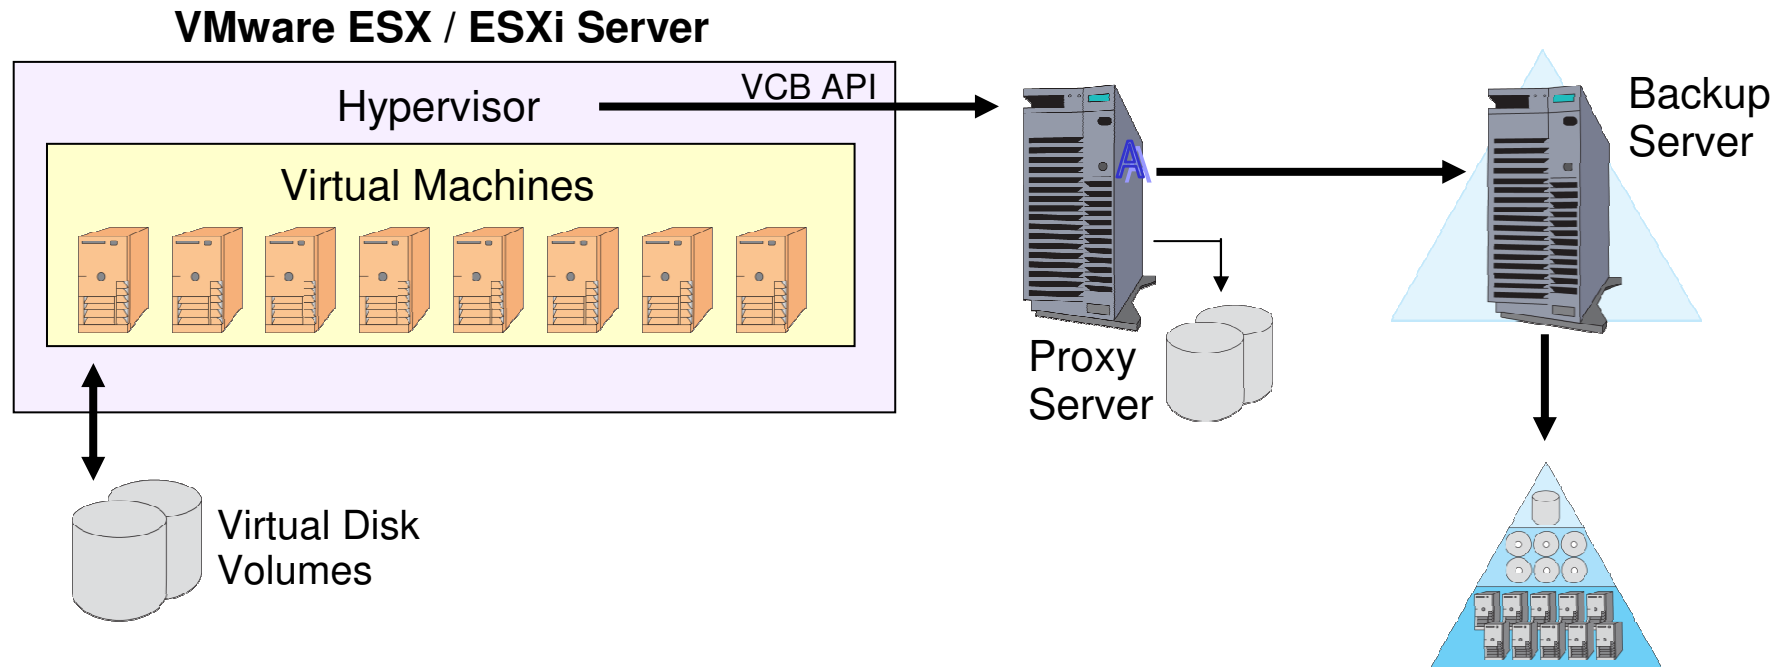 VMware ESX / ESXi Server
Hypervisor
VCB API
Virtual Machines
Virtual Disk
Volumes
A
Proxy
Server
Backup
Server